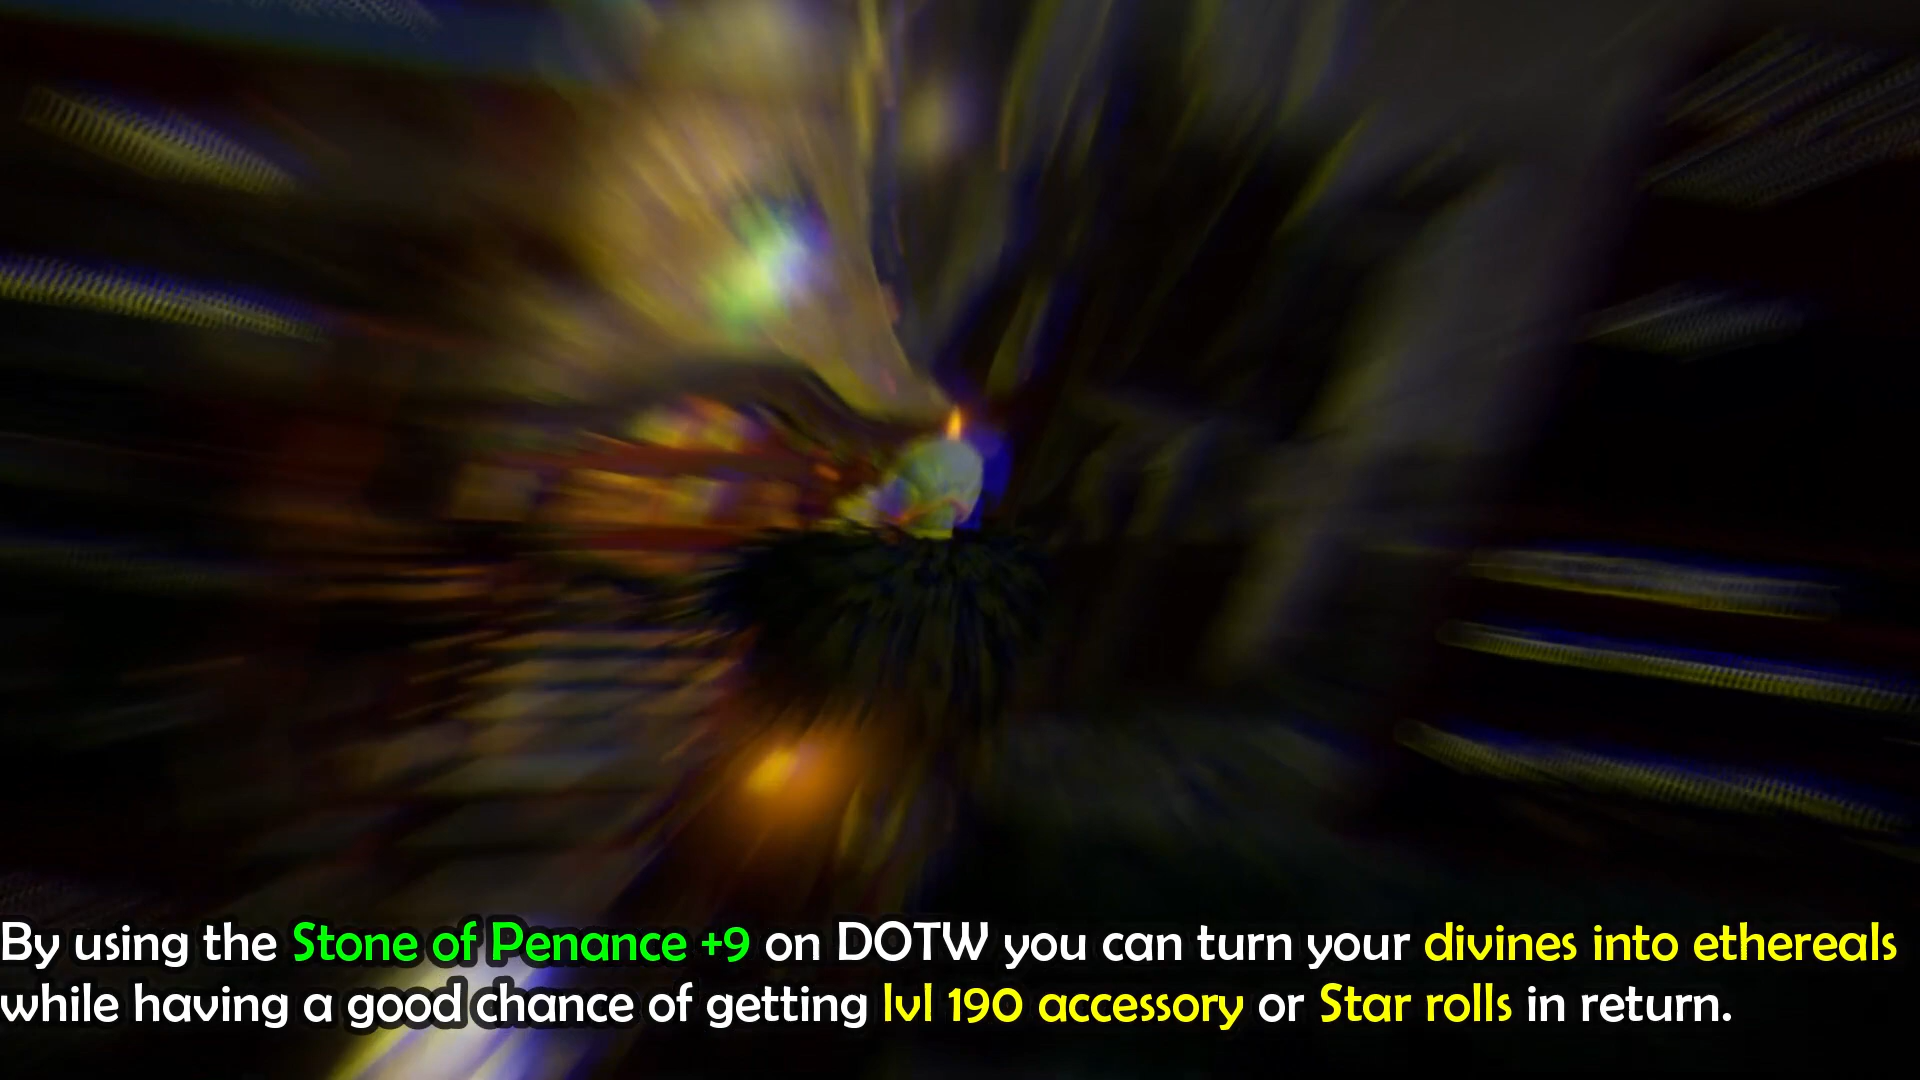 By using the Stone of Penance +9 on DOTW you can turn your divines into ethereals
while having a good chance of getting lvl 190 accessory or Star rolls in return.